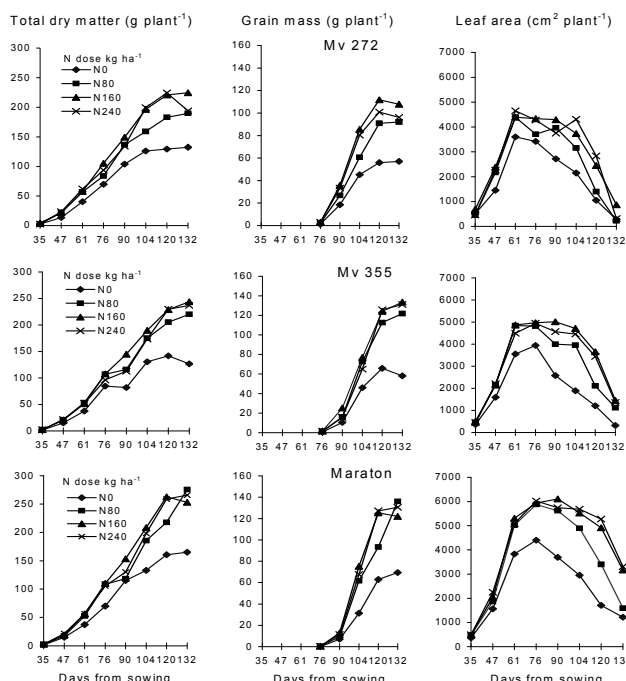 Total dry matter (g plant⁻¹) Grain mass (g plant⁻¹) Leaf area (cm² plant⁻¹)
Mv 272
300
250
200
150
100
50
0
N dose kg ha⁻¹
N0
N80
N160
N240
35 47 61 76 90 104 120 132
160
140
120
100
80
60
40
20
0
35 47 61 76 90 104 120 132
7000
6000
5000
4000
3000
2000
1000
0
35 47 61 76 90 104 120 132
Mv 355
300
250
200
150
100
50
0
N dose kg ha⁻¹
N0
N80
N160
N240
35 47 61 76 90 104 120 132
160
140
120
100
80
60
40
20
0
35 47 61 76 90 104 120 132
7000
6000
5000
4000
3000
2000
1000
0
35 47 61 76 90 104 120 132
Maraton
300
250
200
150
100
50
0
N dose kg ha⁻¹
N0
N80
N160
N240
35 47 61 76 90 104 120 132
Days from sowing
160
140
120
100
80
60
40
20
0
35 47 61 76 90 104 120 132
Days from sowing
7000
6000
5000
4000
3000
2000
1000
0
35 47 61 76 90 104 120 132
Days from sowing